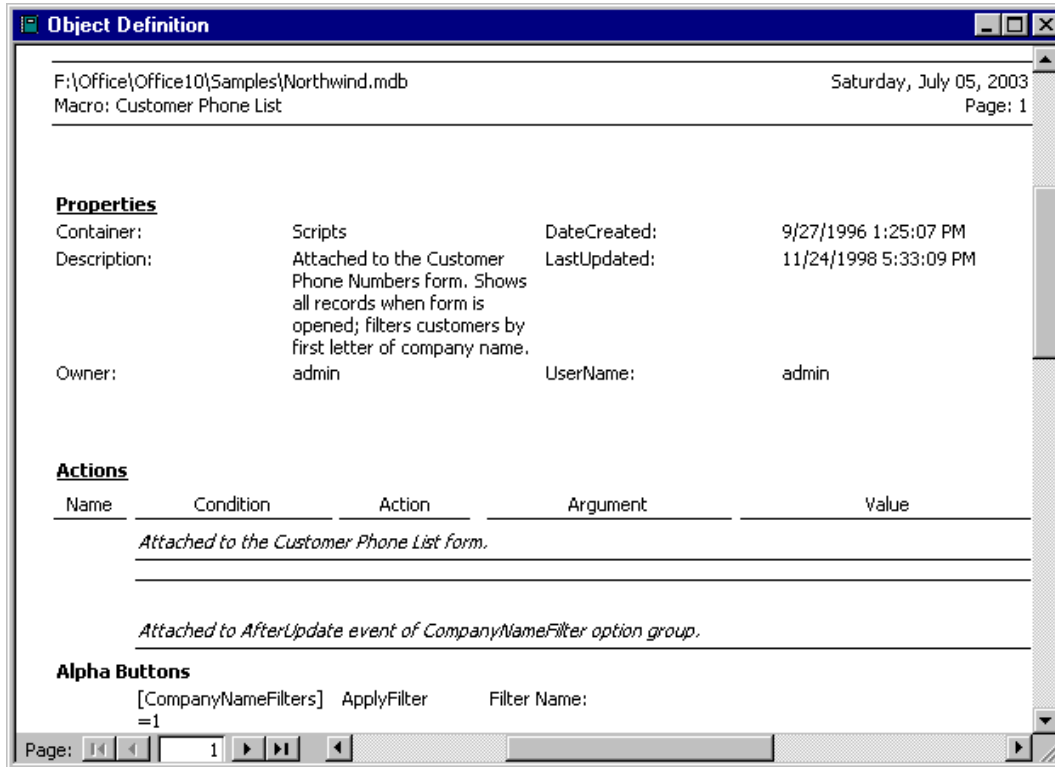 Object Definition
F:\Office\Office10\Samples\Northwind.mdb Saturday, July 05, 2003
Macro: Customer Phone List Page: 1
Properties
Container: Scripts DateCreated: 9/27/1996 1:25:07 PM
Description: Attached to the Customer LastUpdated: 11/24/1998 5:33:09 PM
Phone Numbers form. Shows
all records when form is
opened; filters customers by
first letter of company name.
Owner: admin UserName: admin
Actions
Name Condition Action Argument Value
Attached to the Customer Phone List form.
Attached to AfterUpdate event of CompanyNameFilter option group.
Alpha Buttons
[CompanyNameFilters] ApplyFilter Filter Name:
=1
Page: 1